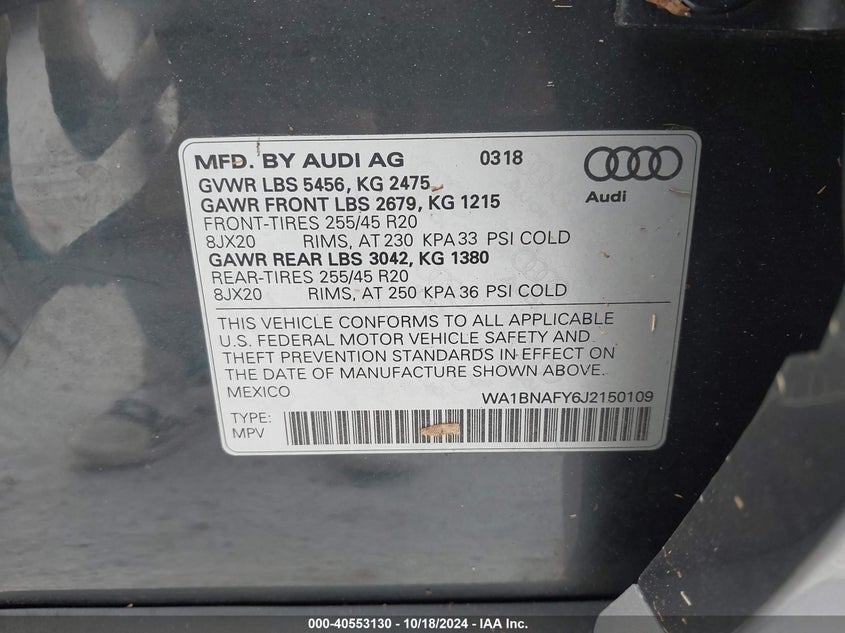 MFD. BY AUDI AG 0318
GVWR LBS 5456, KG 2475
GAWR FRONT LBS 2679, KG 1215
Audi
FRONT-TIRES 255/45 R20
8JX20 RIMS, AT 230 KPA 33 PSI COLD
GAWR REAR LBS 3042, KG 1380
REAR-TIRES 255/45 R20
8JX20 RIMS, AT 250 KPA 36 PSI COLD
THIS VEHICLE CONFORMS TO ALL APPLICABLE
U.S. FEDERAL MOTOR VEHICLE SAFETY AND
THEFT PREVENTION STANDARDS IN EFFECT ON
THE DATE OF MANUFACTURE SHOWN ABOVE.
MEXICO WA1BNAFY6J2150109
TYPE:
MPV
000-40553130 - 10/18/2024 - IAA Inc.